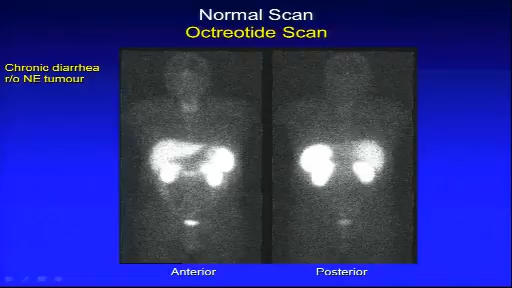 Normal Scan
Octreotide Scan
Chronic diarrhea
r/o NE tumour
Anterior
Posterior